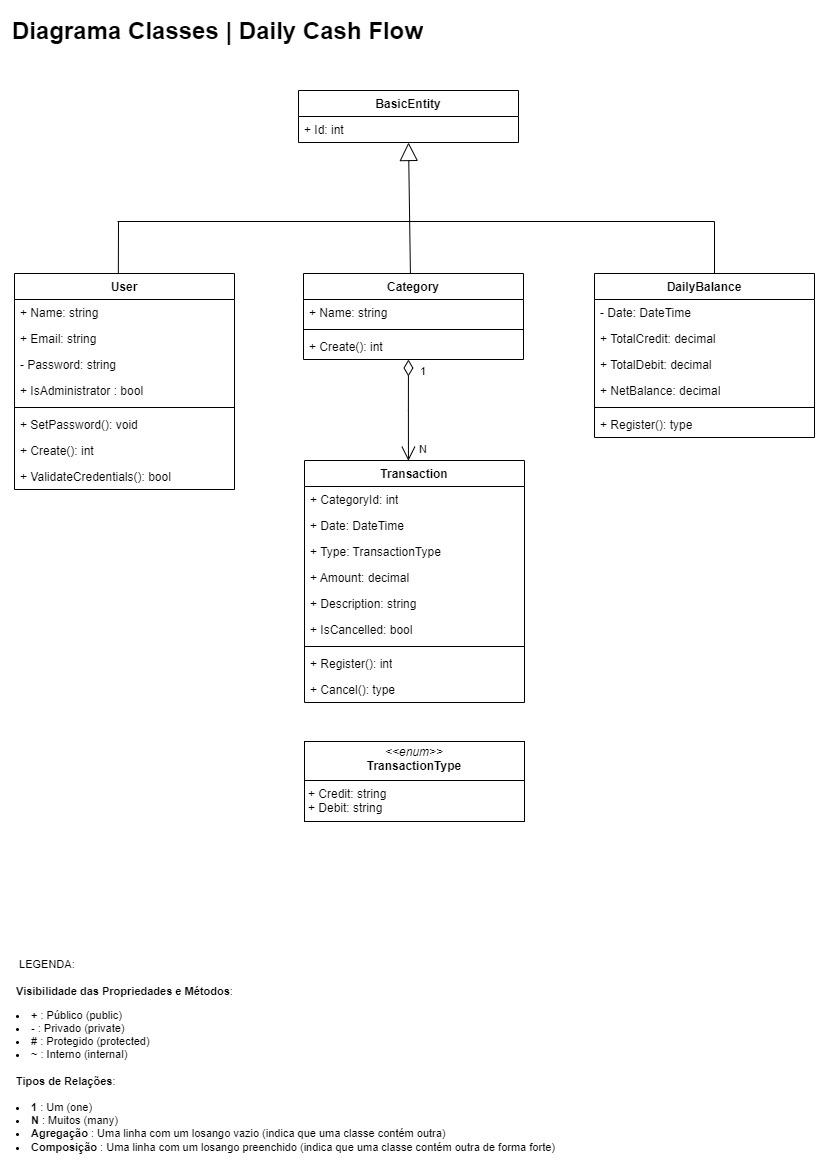 Diagrama Classes | Daily Cash Flow
BasicEntity
+ Id: int
User
+ Name: string
+ Email: string
- Password: string
+ IsAdministrator : bool
+ SetPassword(): void
+ Create(): int
+ ValidateCredentials(): bool
Category
+ Name: string
+ Create(): int
1
N
DailyBalance
- Date: DateTime
+ TotalCredit: decimal
+ TotalDebit: decimal
+ NetBalance: decimal
+ Register(): type
Transaction
+ CategoryId: int
+ Date: DateTime
+ Type: TransactionType
+ Amount: decimal
+ Description: string
+ IsCancelled: bool
+ Register(): int
+ Cancel(): type
<<enum>>
TransactionType
+ Credit: string
+ Debit: string
LEGENDA:
Visibilidade das Propriedades e Métodos:
• + : Público (public)
• - : Privado (private)
• # : Protegido (protected)
• ~ : Interno (internal)
Tipos de Relações:
• 1 : Um (one)
• N : Muitos (many)
• Agregação : Uma linha com um losango vazio (indica que uma classe contém outra)
• Composição : Uma linha com um losango preenchido (indica que uma classe contém outra de forma forte)